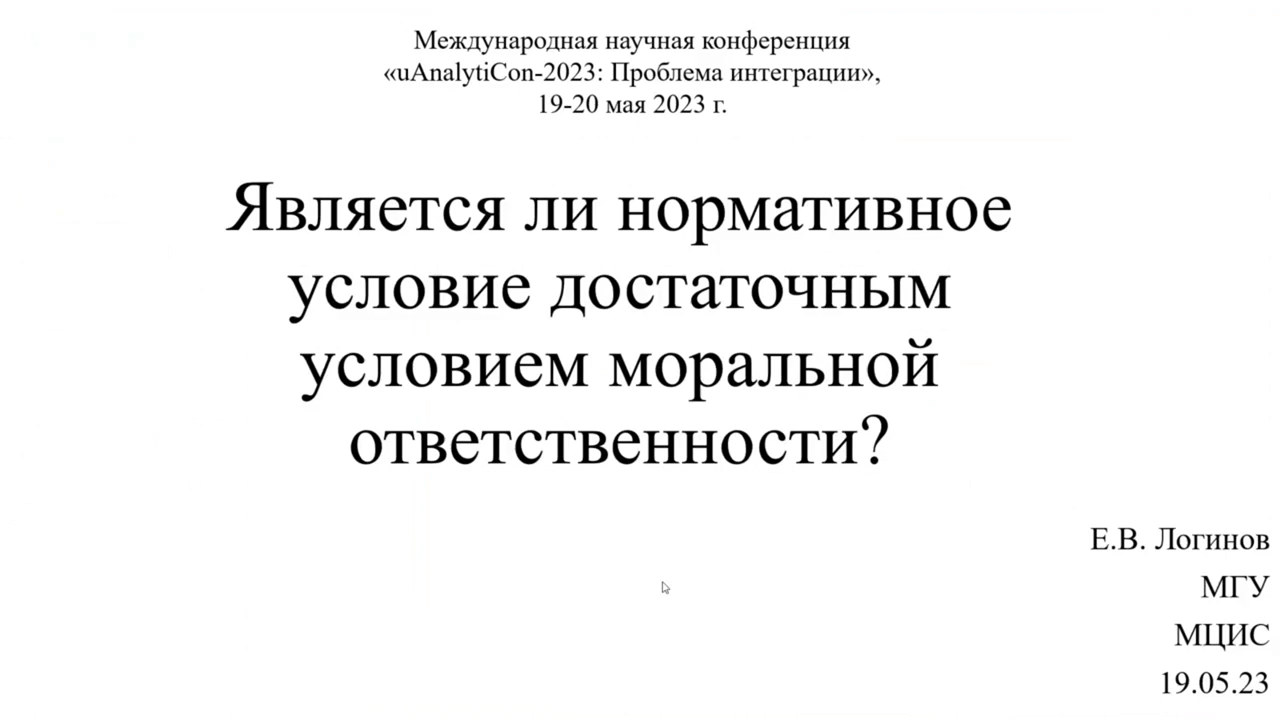 Международная научная конференция
«uAnalytiCon-2023: Проблема интеграции»,
19-20 мая 2023 г.
Является ли нормативное
условие достаточным
условием моральной
ответственности?
Е.В. Логинов
МГУ
МЦИС
19.05.23